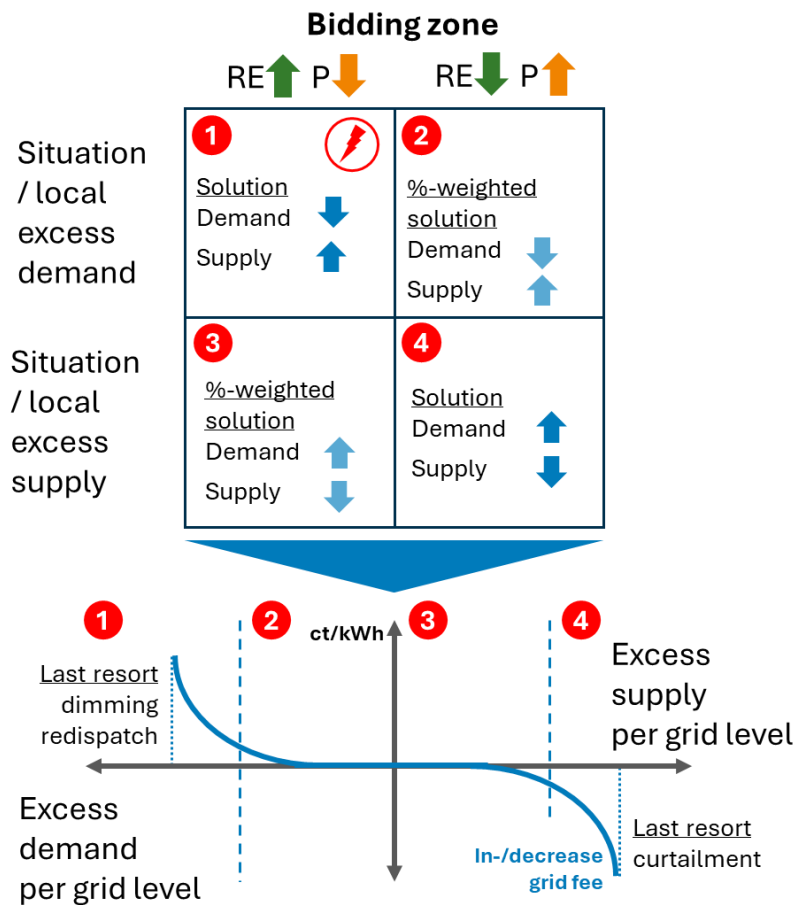 Bidding zone
RE P RE P
Situation
/ local
excess
demand
1
Solution
Demand
Supply
2
%-weighted
solution
Demand
Supply
Situation
/ local
excess
supply
3
%-weighted
solution
Demand
Supply
4
Solution
Demand
Supply
1 2 ct/kWh 3 4
Last resort
dimming
redispatch
Excess
supply
per grid level
Excess
demand
per grid level
In-/decrease
grid fee
Last resort
curtailment